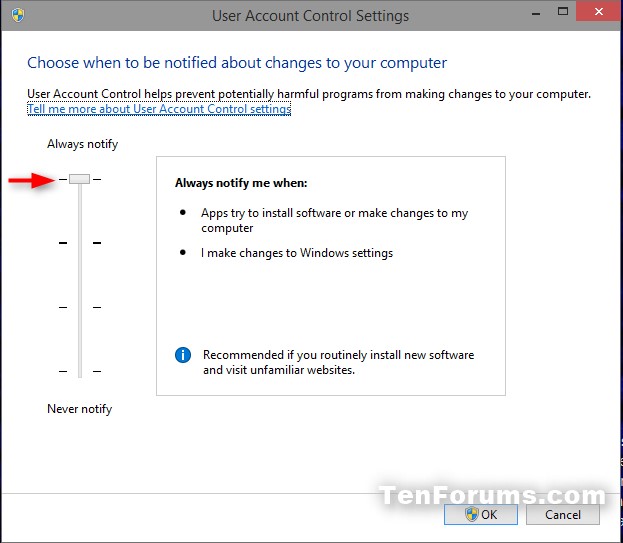 User Account Control Settings
Choose when to be notified about changes to your computer
User Account Control helps prevent potentially harmful programs from making changes to your computer.
Tell me more about User Account Control settings
Always notify
Always notify me when:
Apps try to install software or make changes to my
computer
I make changes to Windows settings
Recommended if you routinely install new software
and visit unfamiliar websites.
Never notify
TenForums.com
OK
Cancel